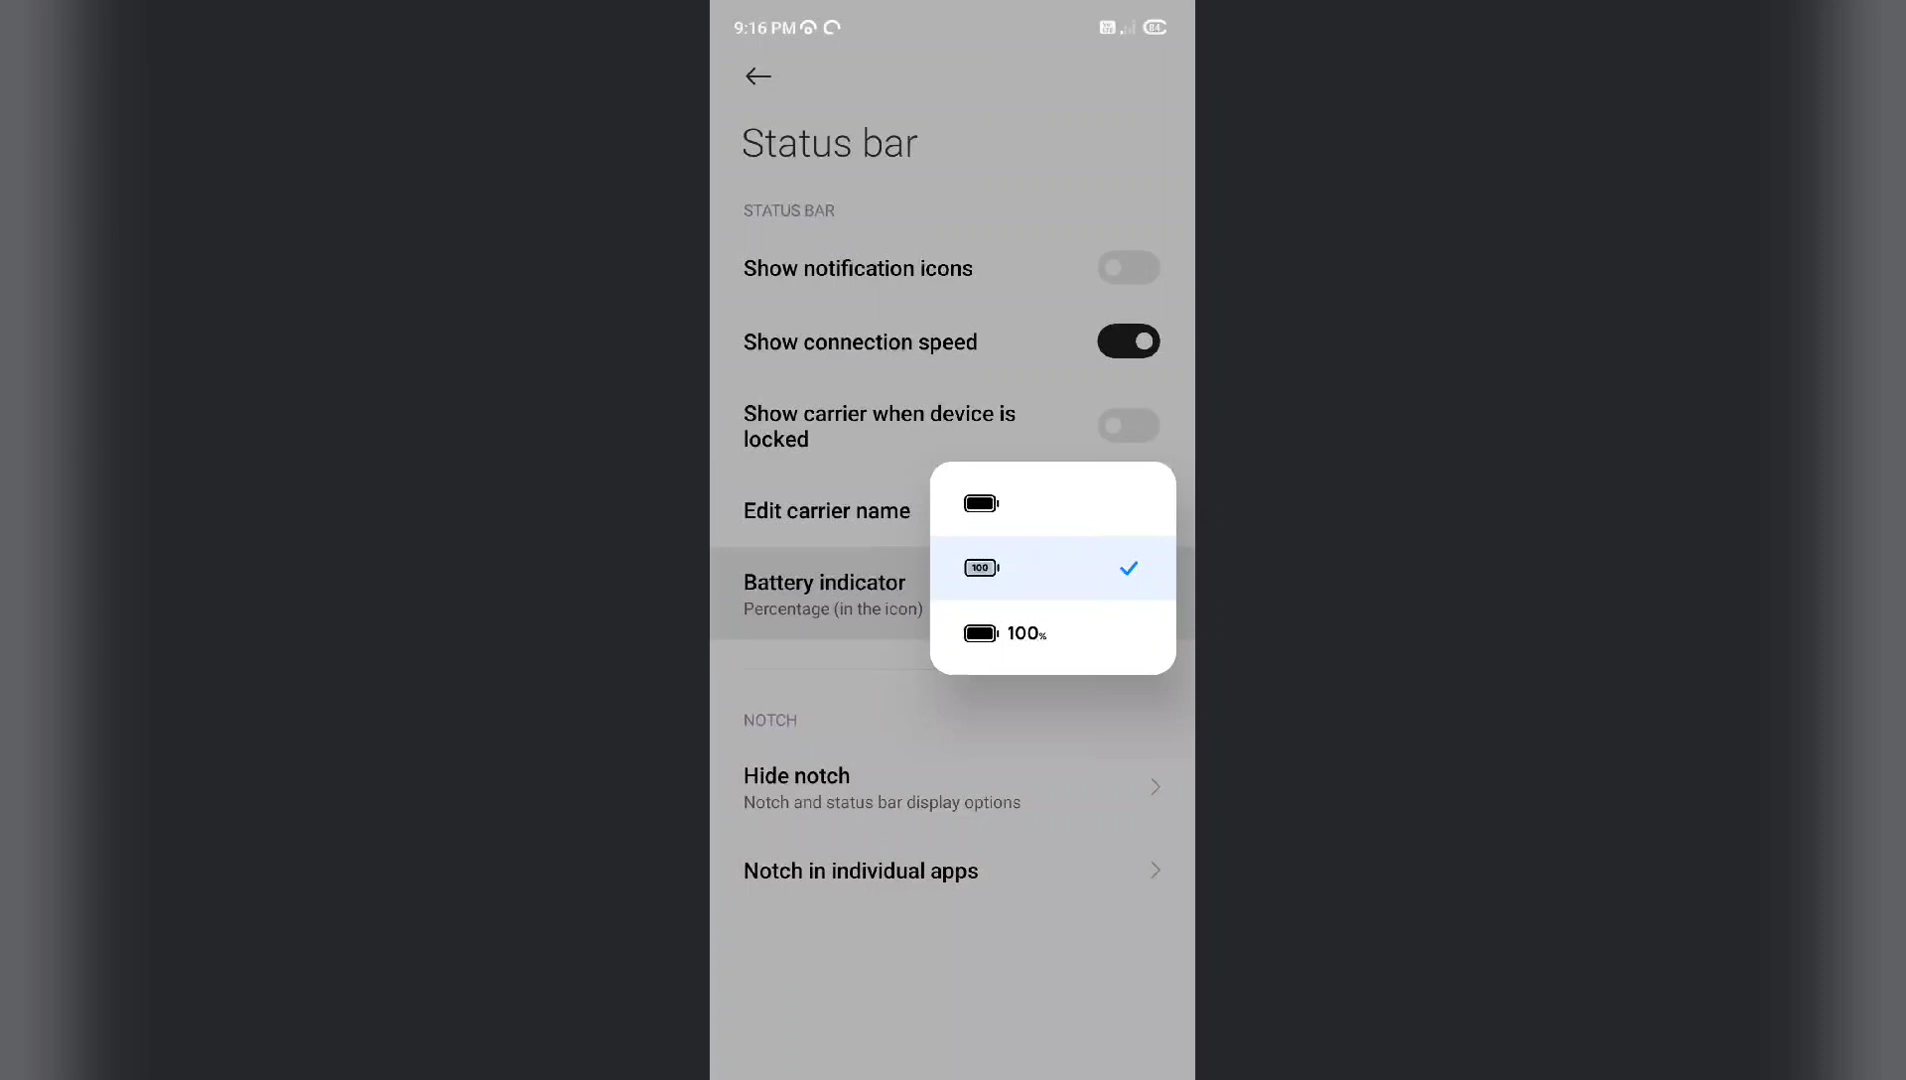 9:16 PM
84
Status bar
STATUS BAR
Show notification icons
Show connection speed
Show carrier when device is
locked
Edit carrier name
Battery indicator
Percentage (in the icon)
100
100%
NOTCH
Hide notch
Notch and status bar display options
Notch in individual apps